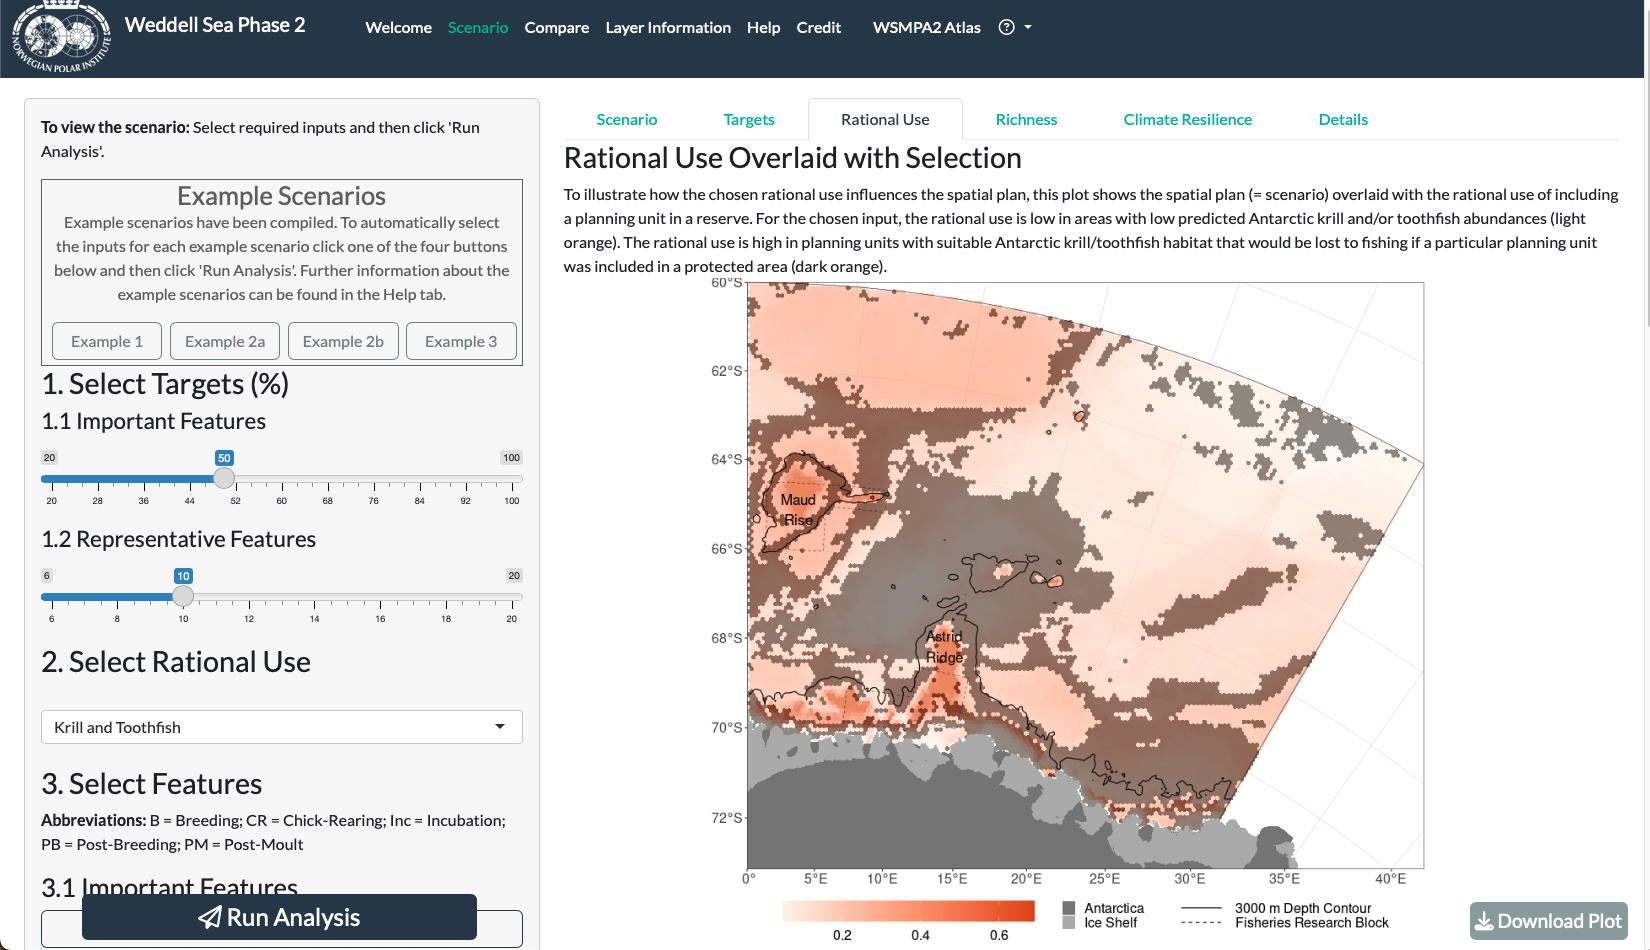 NORWEGIAN POLAR INSTITUTE
Weddell Sea Phase 2
Welcome Scenario Compare Layer Information Help Credit WSMPA2 Atlas ?
To view the scenario: Select required inputs and then click 'Run
Analysis'.
Example Scenarios
Example scenarios have been compiled. To automatically select
the inputs for each example scenario click one of the four buttons
below and then click 'Run Analysis'. Further information about the
example scenarios can be found in the Help tab.
Example 1 Example 2a Example 2b Example 3
1. Select Targets (%)
1.1 Important Features
20 50 100
20 28 36 44 52 60 68 76 84 92 100
1.2 Representative Features
6 10 20
6 8 10 12 14 16 18 20
2. Select Rational Use
Krill and Toothfish
3. Select Features
Abbreviations: B = Breeding; CR = Chick-Rearing; Inc = Incubation;
PB = Post-Breeding; PM = Post-Moult
3.1 Important Features
Run Analysis
Scenario Targets Rational Use Richness Climate Resilience Details
Rational Use Overlaid with Selection
To illustrate how the chosen rational use influences the spatial plan, this plot shows the spatial plan (= scenario) overlaid with the rational use of including
a planning unit in a reserve. For the chosen input, the rational use is low in areas with low predicted Antarctic krill and/or toothfish abundances (light
orange). The rational use is high in planning units with suitable Antarctic krill/toothfish habitat that would be lost to fishing if a particular planning unit
was included in a protected area (dark orange).
60°S
62°S
64°S
Maud
Rise
66°S
68°S
Astrid
Ridge
70°S
72°S
0° 5°E 10°E 15°E 20°E 25°E 30°E 35°E 40°E
0.2 0.4 0.6
Antarctica
Ice Shelf
3000 m Depth Contour
Fisheries Research Block
Download Plot